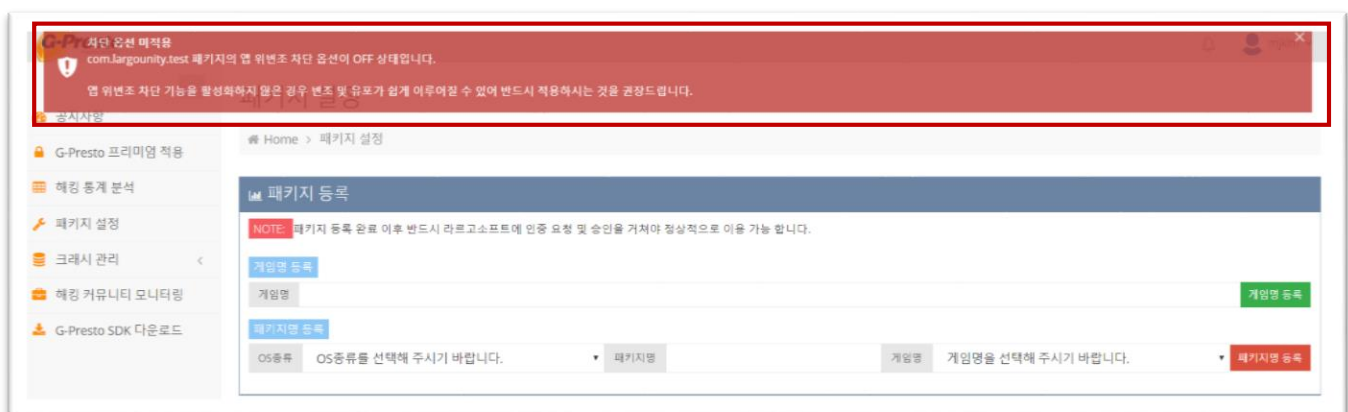 G-Pr
차단 옵션 미적용
com.largounity.test 패키지의 앱 위변조 차단 옵션이 OFF 상태입니다.
앱 위변조 차단 기능을 활성화하지 않은 경우 변조 및 유포가 쉽게 이루어질 수 있어 반드시 적용하시는 것을 권장드립니다.
패키지 설정
공지사항
Home > 패키지 설정
G-Presto 프리미엄 적용
해킹 통계 분석
패키지 설정
크래시 관리
해킹 커뮤니티 모니터링
G-Presto SDK 다운로드
패키지 등록
NOTE: 패키지 등록 완료 이후 반드시 라르고소프트에 인증 요청 및 승인을 거쳐야 정상적으로 이용 가능 합니다.
게임명 등록
게임명 게임명 등록
패키지명 등록
OS종류 OS종류를 선택해 주시기 바랍니다. 패키지명 게임명 게임명을 선택해 주시기 바랍니다. 패키지명 등록